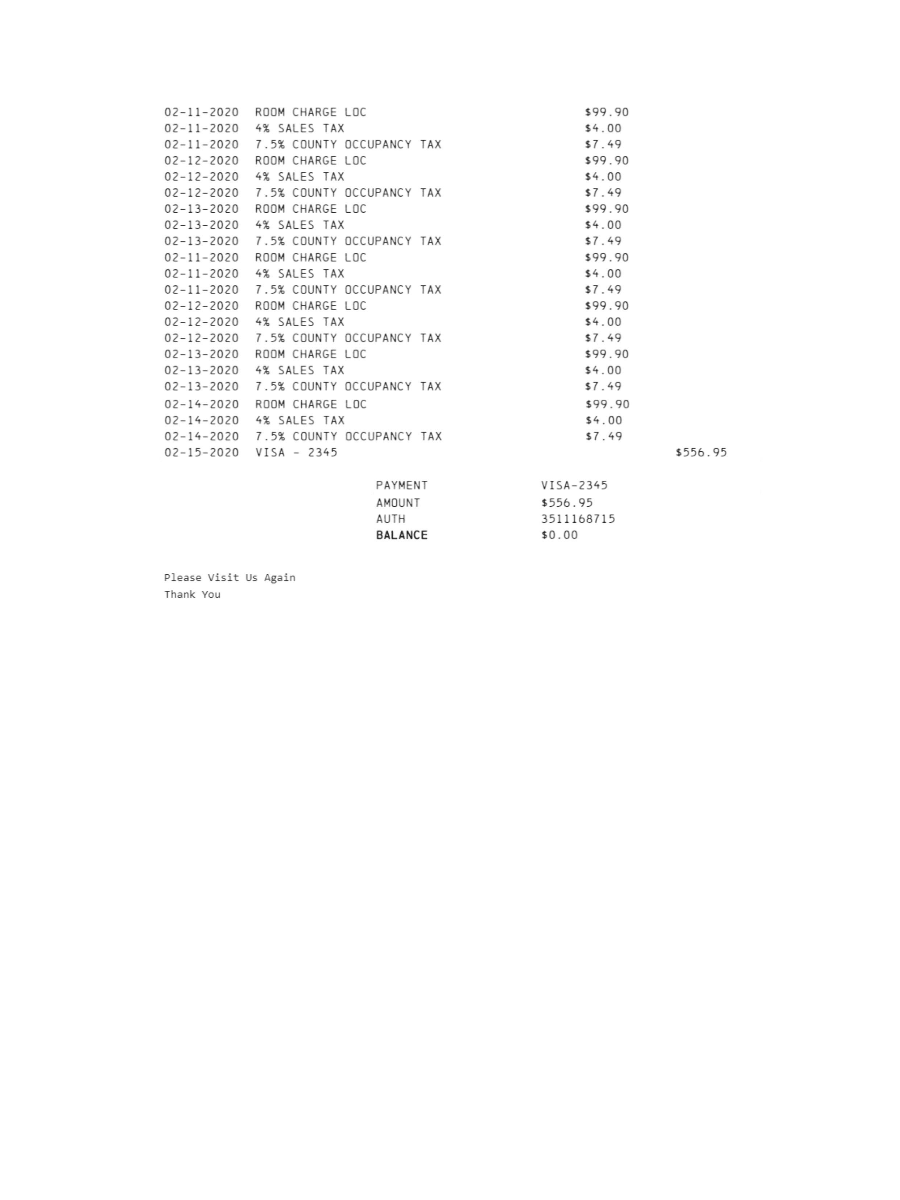 02-11-2020 ROOM CHARGE LOC $99.90
02-11-2020 4% SALES TAX $4.00
02-11-2020 7.5% COUNTY OCCUPANCY TAX $7.49
02-12-2020 ROOM CHARGE LOC $99.90
02-12-2020 4% SALES TAX $4.00
02-12-2020 7.5% COUNTY OCCUPANCY TAX $7.49
02-13-2020 ROOM CHARGE LOC $99.90
02-13-2020 4% SALES TAX $4.00
02-13-2020 7.5% COUNTY OCCUPANCY TAX $7.49
02-11-2020 ROOM CHARGE LOC $99.90
02-11-2020 4% SALES TAX $4.00
02-11-2020 7.5% COUNTY OCCUPANCY TAX $7.49
02-12-2020 ROOM CHARGE LOC $99.90
02-12-2020 4% SALES TAX $4.00
02-12-2020 7.5% COUNTY OCCUPANCY TAX $7.49
02-13-2020 ROOM CHARGE LOC $99.90
02-13-2020 4% SALES TAX $4.00
02-13-2020 7.5% COUNTY OCCUPANCY TAX $7.49
02-14-2020 ROOM CHARGE LOC $99.90
02-14-2020 4% SALES TAX $4.00
02-14-2020 7.5% COUNTY OCCUPANCY TAX $7.49
02-15-2020 VISA - 2345 $556.95
PAYMENT VISA-2345
AMOUNT $556.95
AUTH 3511168715
BALANCE $0.00
Please Visit Us Again
Thank You